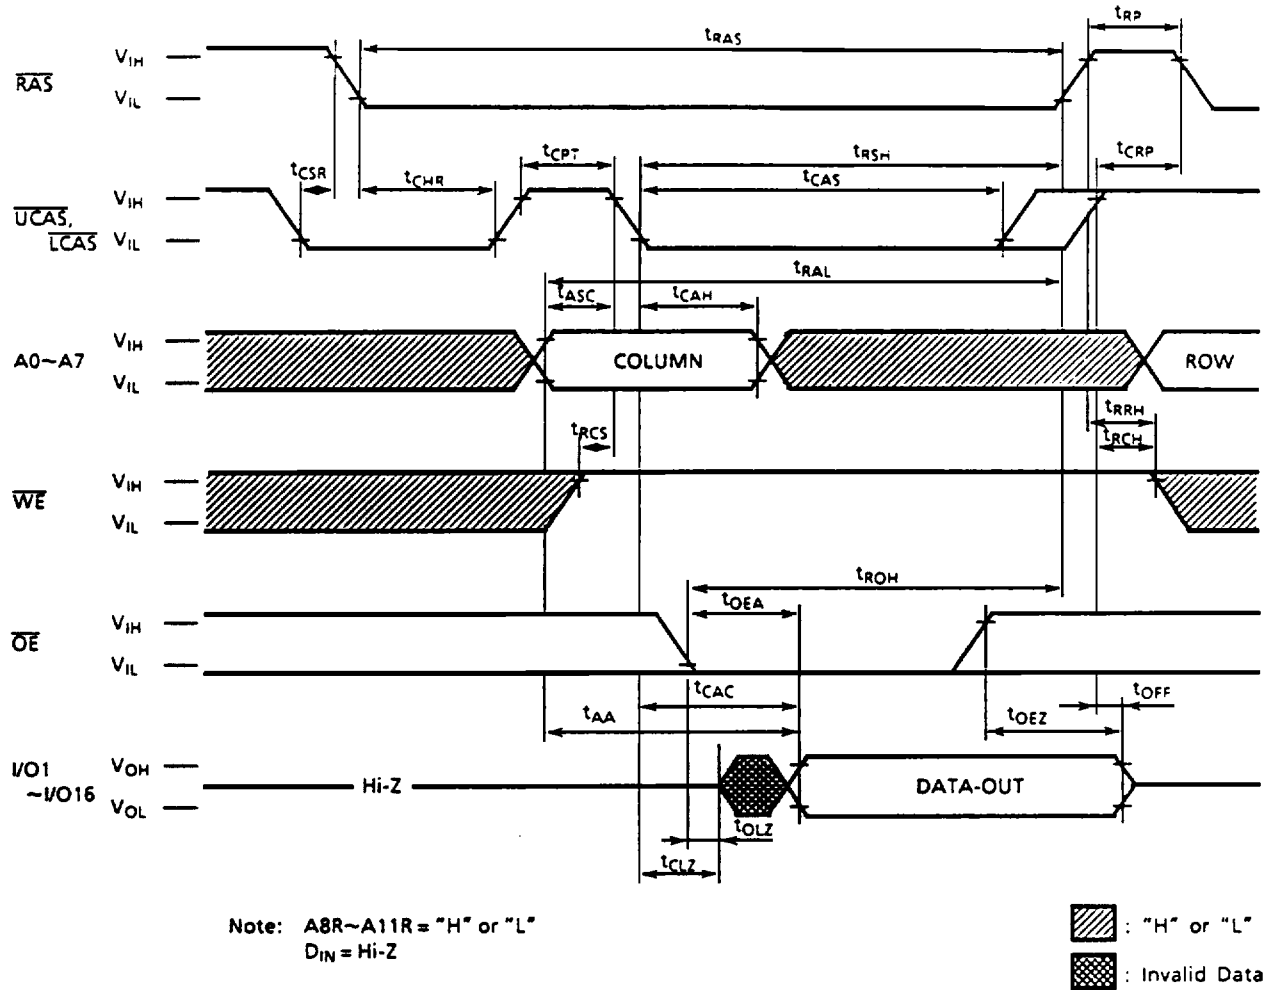 tRP
tRAS
VIH
RAS
VIL
tCPT
tRSH
tCRP
tCSR
tCHR
tCAS
VIH
UCAS,
LCAS
VIL
tRAL
tASC
tCAH
VIH
A0~A7
COLUMN
ROW
VIL
tRRH
tRCS
tRCH
VIH
WE
VIL
tROH
tOEA
VIH
OE
VIL
tCAC
tOFF
tAA
tOEZ
I/O1
~I/O16
VOH
Hi-Z
DATA-OUT
VOL
tOLZ
tCLZ
Note: A8R~A11R = "H" or "L"
DIN = Hi-Z
: "H" or "L"
: Invalid Data